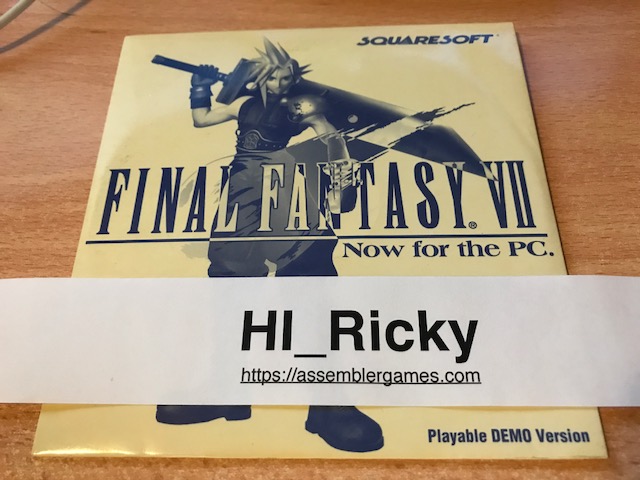 SQUARESOFT
FINAL FANTASY® VII
Now for the PC.
HI_Ricky
https://assemblergames.com
Playable DEMO Version